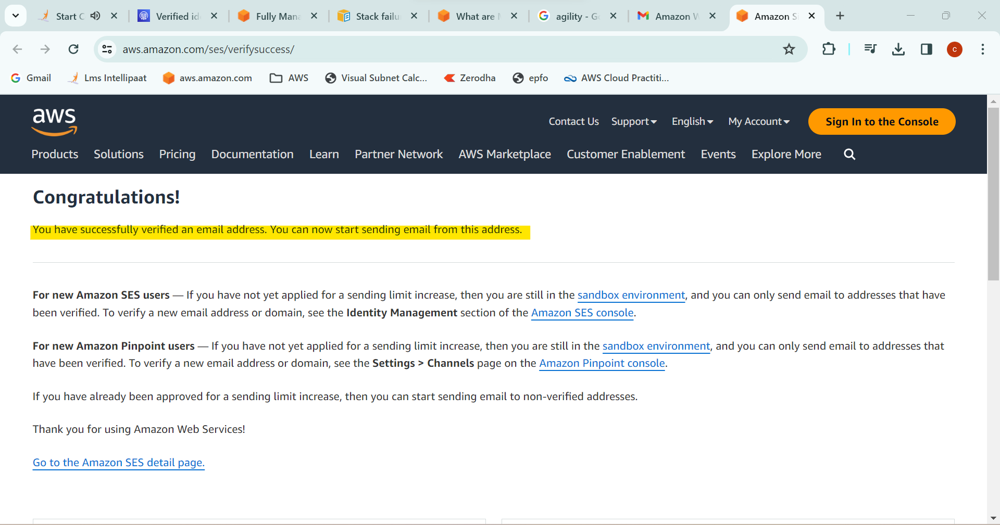 Start C
Verified id
Fully Mana
Stack failu
What are
agility - Go
Amazon W
Amazon Si
aws.amazon.com/ses/verifysuccess/
C
Gmail
Lms Intellipaat
aws.amazon.com
AWS
Visual Subnet Calc...
Zerodha
epfo
AWS Cloud Practiti...
aws
Contact Us
Support
English
My Account
Sign In to the Console
Products
Solutions
Pricing
Documentation
Learn
Partner Network
AWS Marketplace
Customer Enablement
Events
Explore More
Congratulations!
You have successfully verified an email address. You can now start sending email from this address.
For new Amazon SES users — If you have not yet applied for a sending limit increase, then you are still in the sandbox environment, and you can only send email to addresses that have
been verified. To verify a new email address or domain, see the Identity Management section of the Amazon SES console.
For new Amazon Pinpoint users — If you have not yet applied for a sending limit increase, then you are still in the sandbox environment, and you can only send email to addresses that
have been verified. To verify a new email address or domain, see the Settings > Channels page on the Amazon Pinpoint console.
If you have already been approved for a sending limit increase, then you can start sending email to non-verified addresses.
Thank you for using Amazon Web Services!
Go to the Amazon SES detail page.